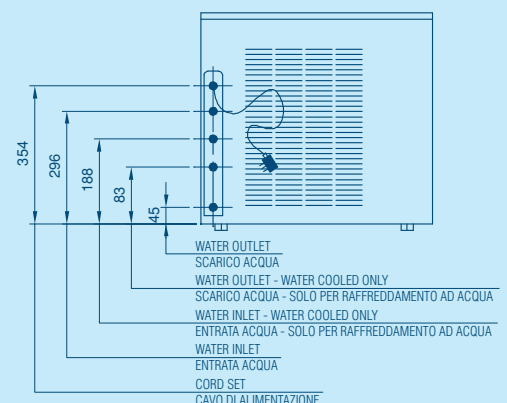 354
296
188
83
45
WATER OUTLET
SCARICO ACQUA
WATER OUTLET - WATER COOLED ONLY
SCARICO ACQUA - SOLO PER RAFFREDDAMENTO AD ACQUA
WATER INLET - WATER COOLED ONLY
ENTRATA ACQUA - SOLO PER RAFFREDDAMENTO AD ACQUA
WATER INLET
ENTRATA ACQUA
CORD SET
CAVO DI ALIMENTAZIONE